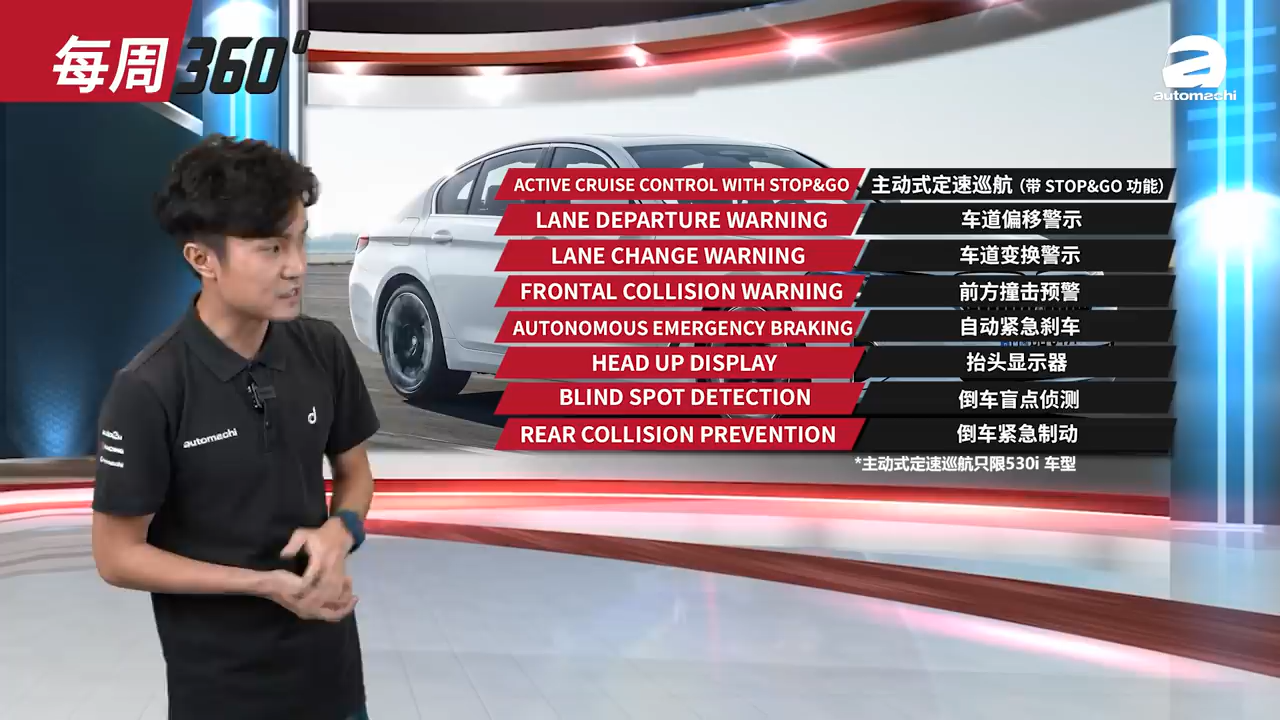 每周360°
automachi
ACTIVE CRUISE CONTROL WITH STOP&GO 主动式定速巡航（带 STOP&GO 功能）
LANE DEPARTURE WARNING 车道偏移警示
LANE CHANGE WARNING 车道变换警示
FRONTAL COLLISION WARNING 前方撞击预警
AUTONOMOUS EMERGENCY BRAKING 自动紧急刹车
HEAD UP DISPLAY 抬头显示器
BLIND SPOT DETECTION 倒车盲点侦测
REAR COLLISION PREVENTION 倒车紧急制动
*主动式定速巡航只限530i 车型
automachi
d